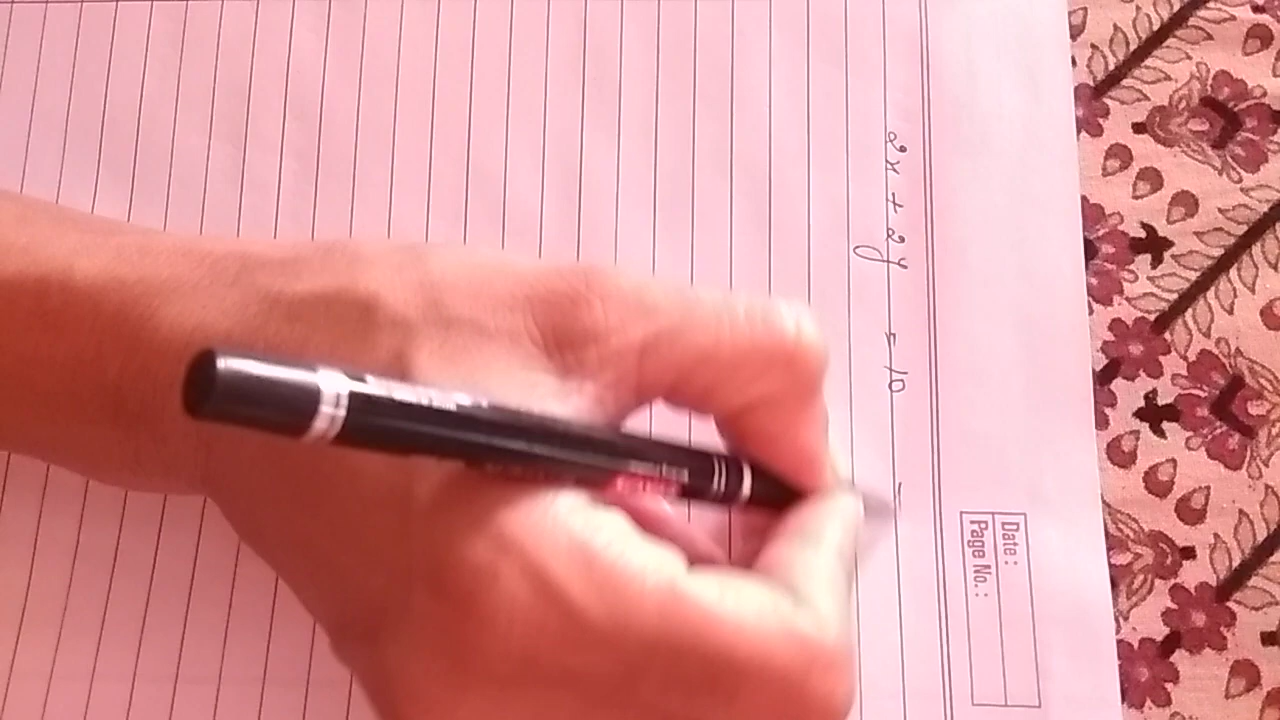 Date :
Page No. :
2x + 2y = 10